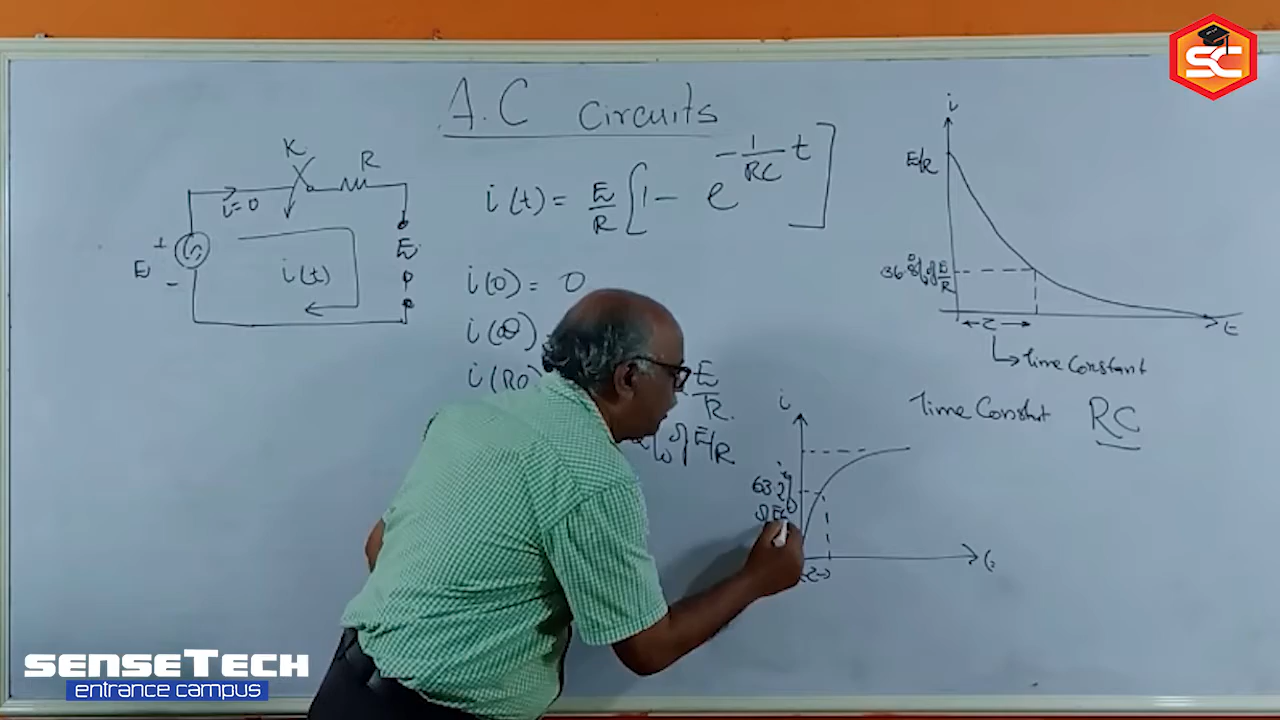 SC
A.C Circuits
K
R
i=0
+
E
-
i(t)
i(t) = E/R [1 - e^{-1/RC t}]
i(0) = 0
E/R.
% of E/R
i
E/R
36.8% of E/R
τ
t
Time Constant
Time Constant RC
i
63.2%
τ
t
SENSETECH
entrance campus